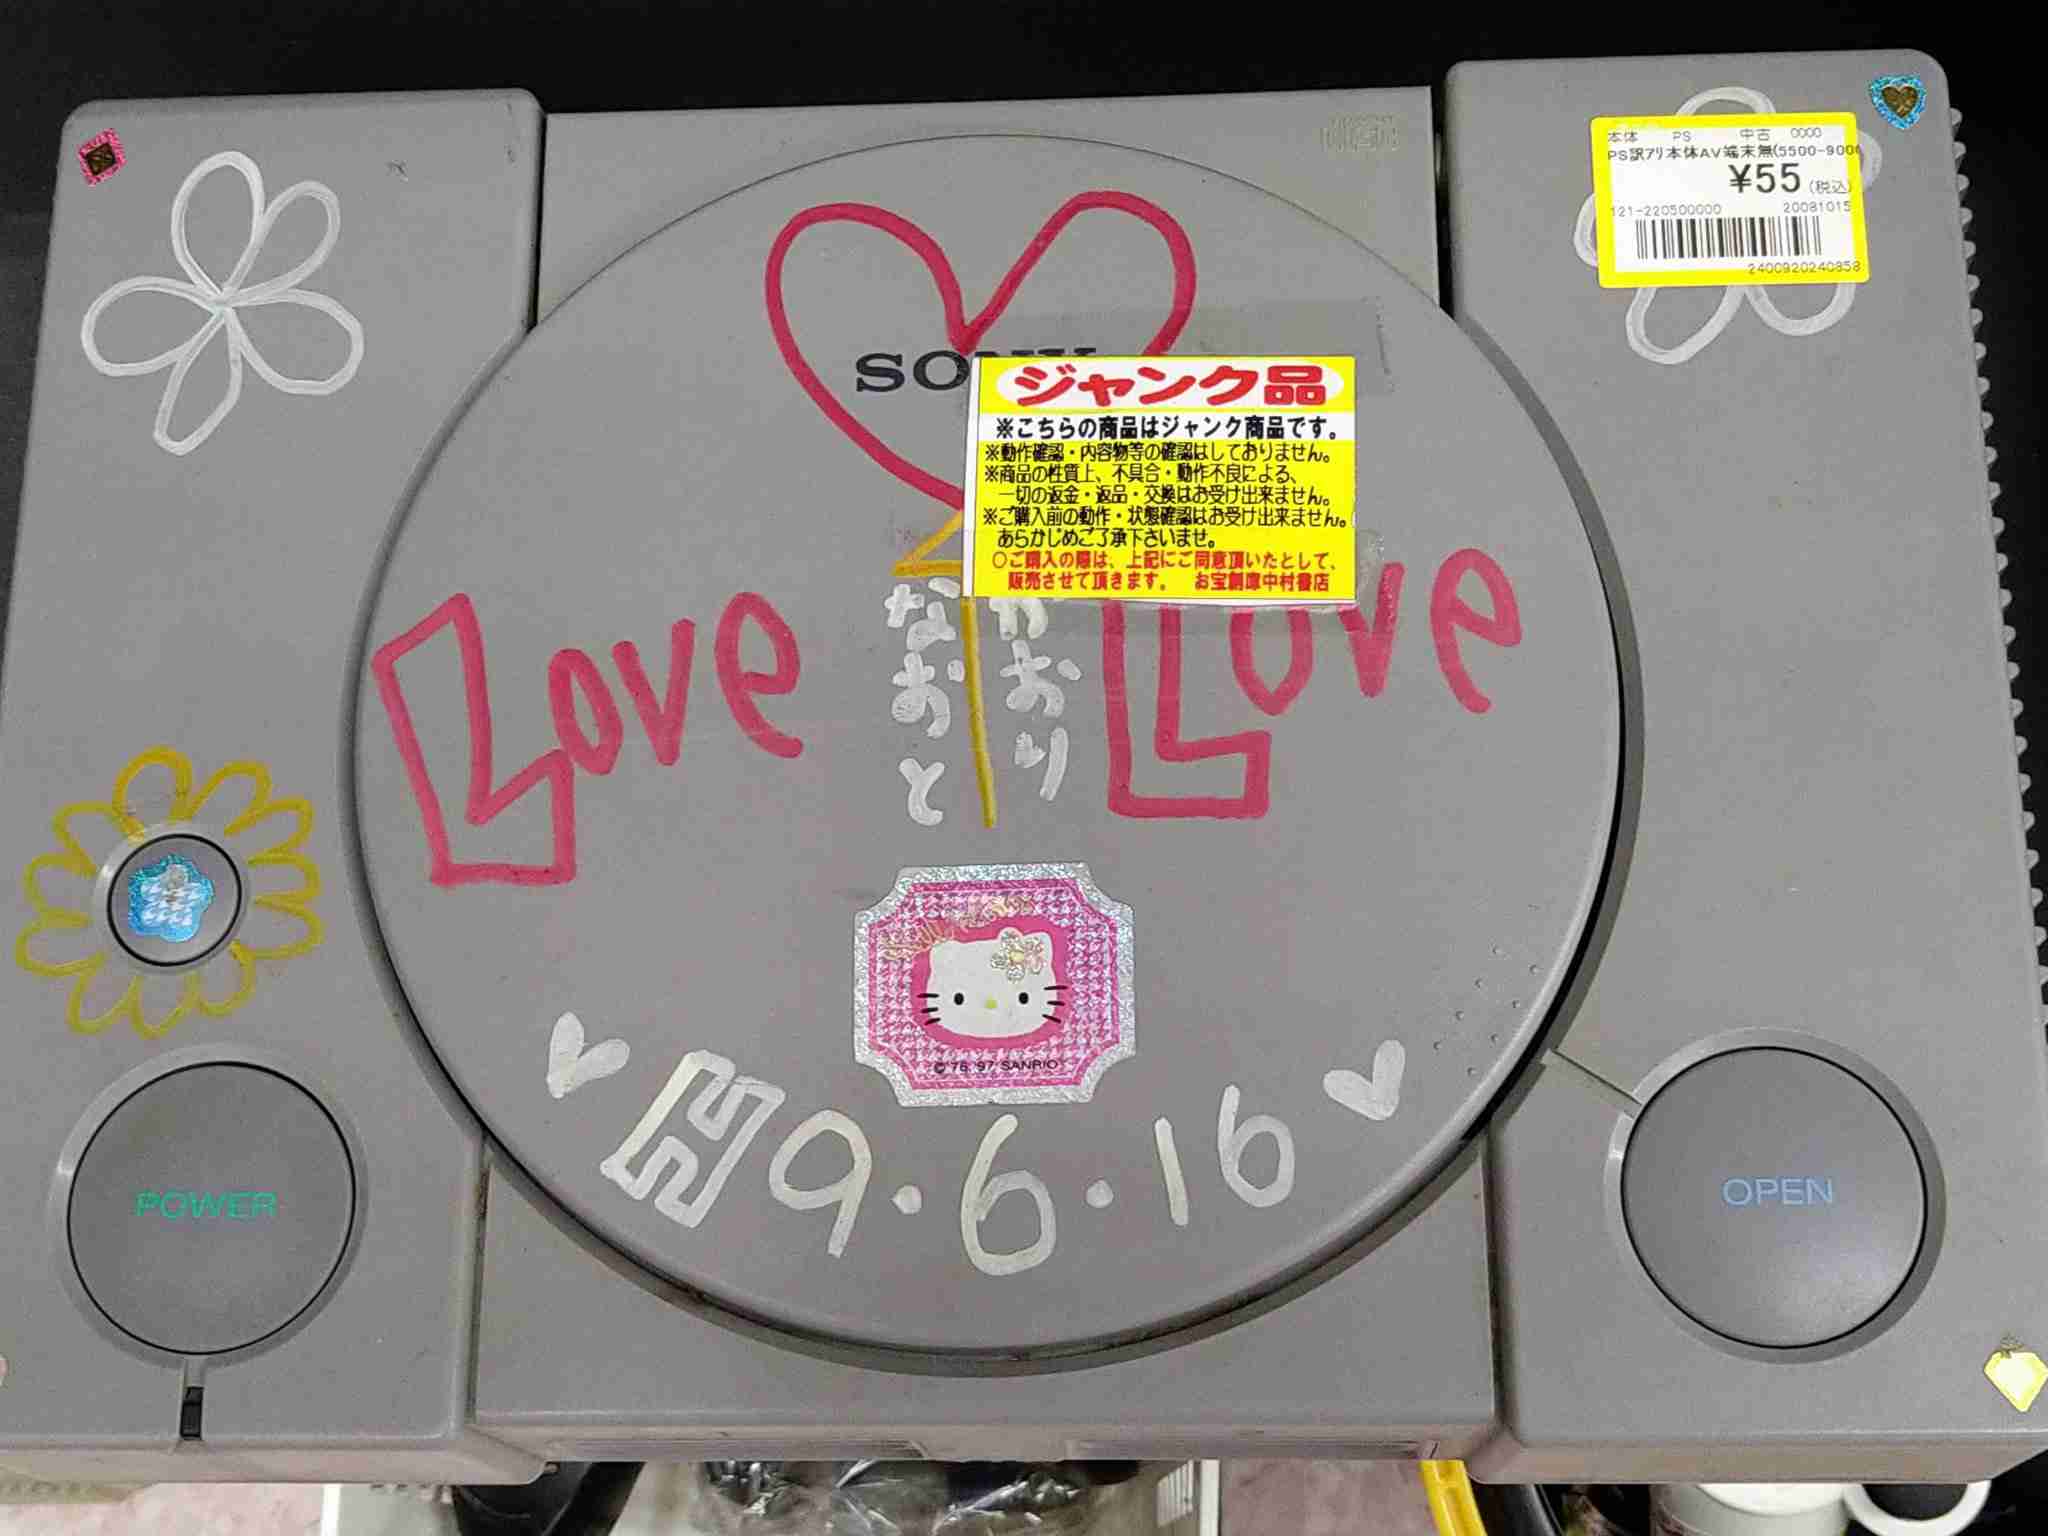 本体 PS 中古 0000
PS訳アリ本体AV端末無(5500-900
¥55(税込)
121-220500000 20081015
2400920240858
SONY
ジャンク品
※こちらの商品はジャンク商品です。
※動作確認・内容物等の確認はしておりません。
※商品の性質上、不具合・動作不良による、
一切の返金・返品・交換はお受け出来ません。
※ご購入前の動作・状態確認はお受け出来ません。
あらかじめご了承下さいませ。
○ご購入の際は、上記にご同意頂いたとして、
販売させて頂きます。 お宝創庫中村書店
Love
かおり
なおと
Love
© 76, 97 SANRIO
H9.6.16
POWER
OPEN